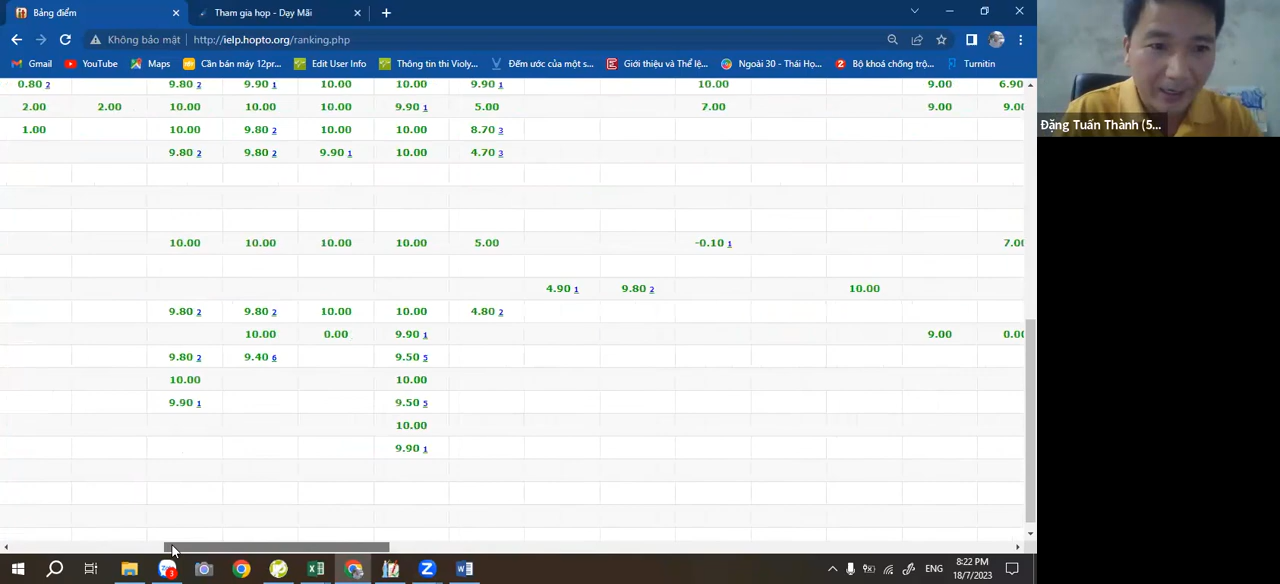 Bảng điểm
Tham gia họp - Dạy Mãi
Không bảo mật
http://ielp.hopto.org/ranking.php
Gmail
YouTube
Maps
Cần bán máy 12pr...
Edit User Info
Thông tin thi Violy...
Đếm ước của một s...
Giới thiệu và Thể lệ...
Ngoài 30 - Thái Họ...
Bộ khoá chống trộ...
Turnitin
Đặng Tuấn Thành (5...
0.80 2 9.80 2 9.90 1 10.00 10.00 9.90 1 10.00 9.00 6.90
2.00 2.00 10.00 10.00 10.00 9.90 1 5.00 7.00 9.00 9.0
1.00 10.00 9.80 2 10.00 10.00 8.70 3
9.80 2 9.80 2 9.90 1 10.00 4.70 3
10.00 10.00 10.00 10.00 5.00 -0.10 1 7.0
4.90 1 9.80 2 10.00
9.80 2 9.80 2 10.00 10.00 4.80 2
10.00 0.00 9.90 1 9.00 0.0
9.80 2 9.40 6 9.50 5
10.00 10.00
9.90 1 9.50 5
10.00
9.90 1
3
ENG
8:22 PM
18/7/2023